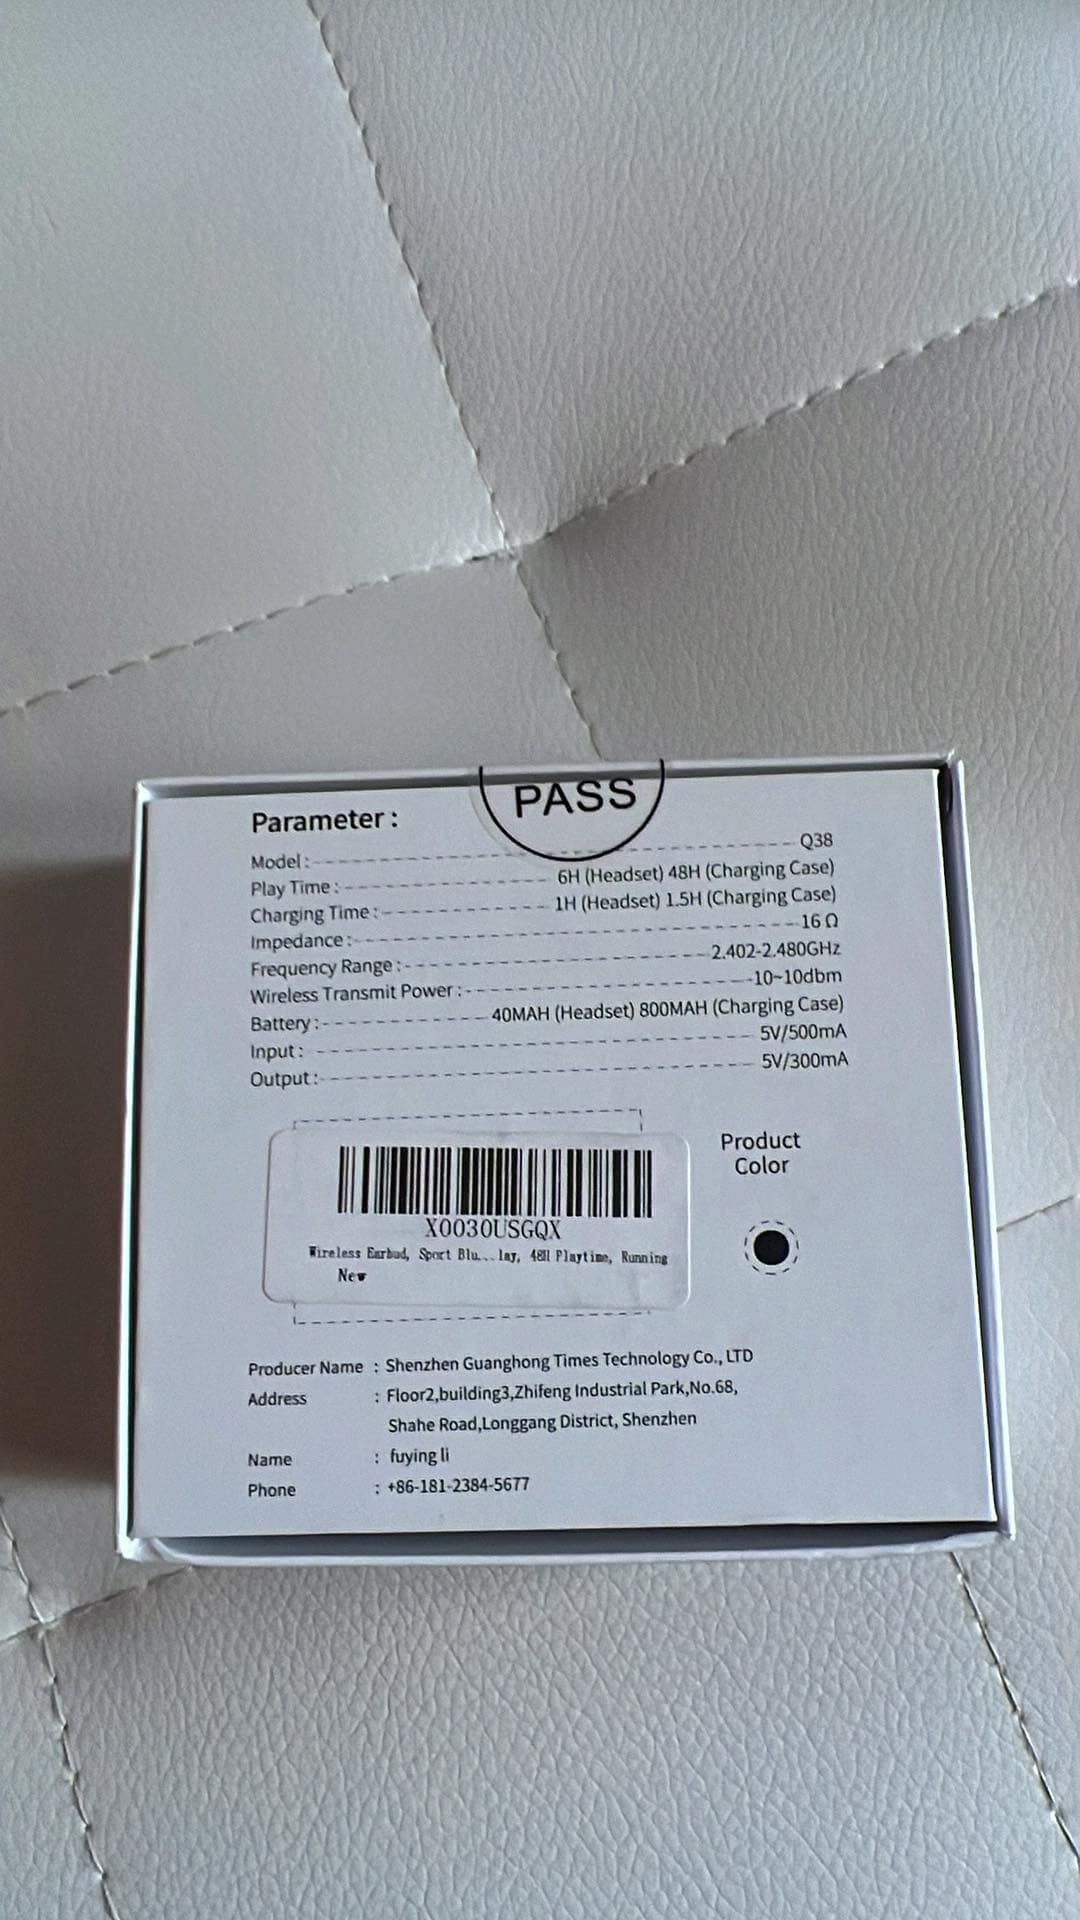 PASS
Parameter :
Model : Q38
Play Time : 6H (Headset) 48H (Charging Case)
Charging Time : 1H (Headset) 1.5H (Charging Case)
Impedance : 16 Ω
Frequency Range : 2.402-2.480GHz
Wireless Transmit Power : -10~10dbm
Battery : 40MAH (Headset) 800MAH (Charging Case)
Input : 5V/500mA
Output : 5V/300mA
Product
Color
X0030USGQX
Wireless Earbud, Sport Blu...lay, 48H Playtime, Running
New
Producer Name : Shenzhen Guanghong Times Technology Co., LTD
Address : Floor2,building3,Zhifeng Industrial Park,No.68,
Shahe Road,Longgang District, Shenzhen
Name : fuying li
Phone : +86-181-2384-5677